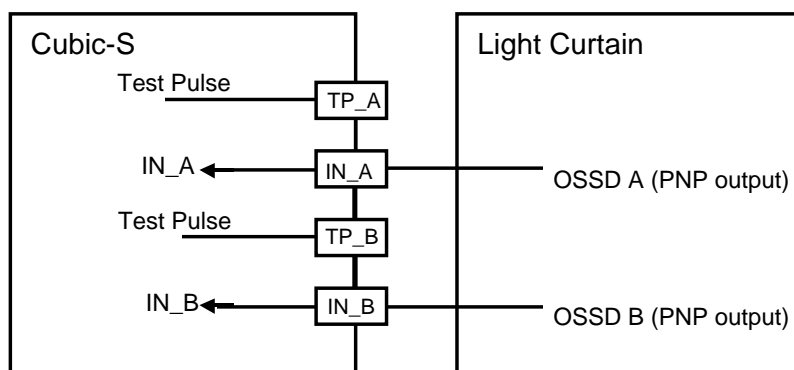 Cubic-S
Light Curtain
Test Pulse
TP_A
IN_A
IN_A
OSSD A (PNP output)
Test Pulse
TP_B
IN_B
IN_B
OSSD B (PNP output)